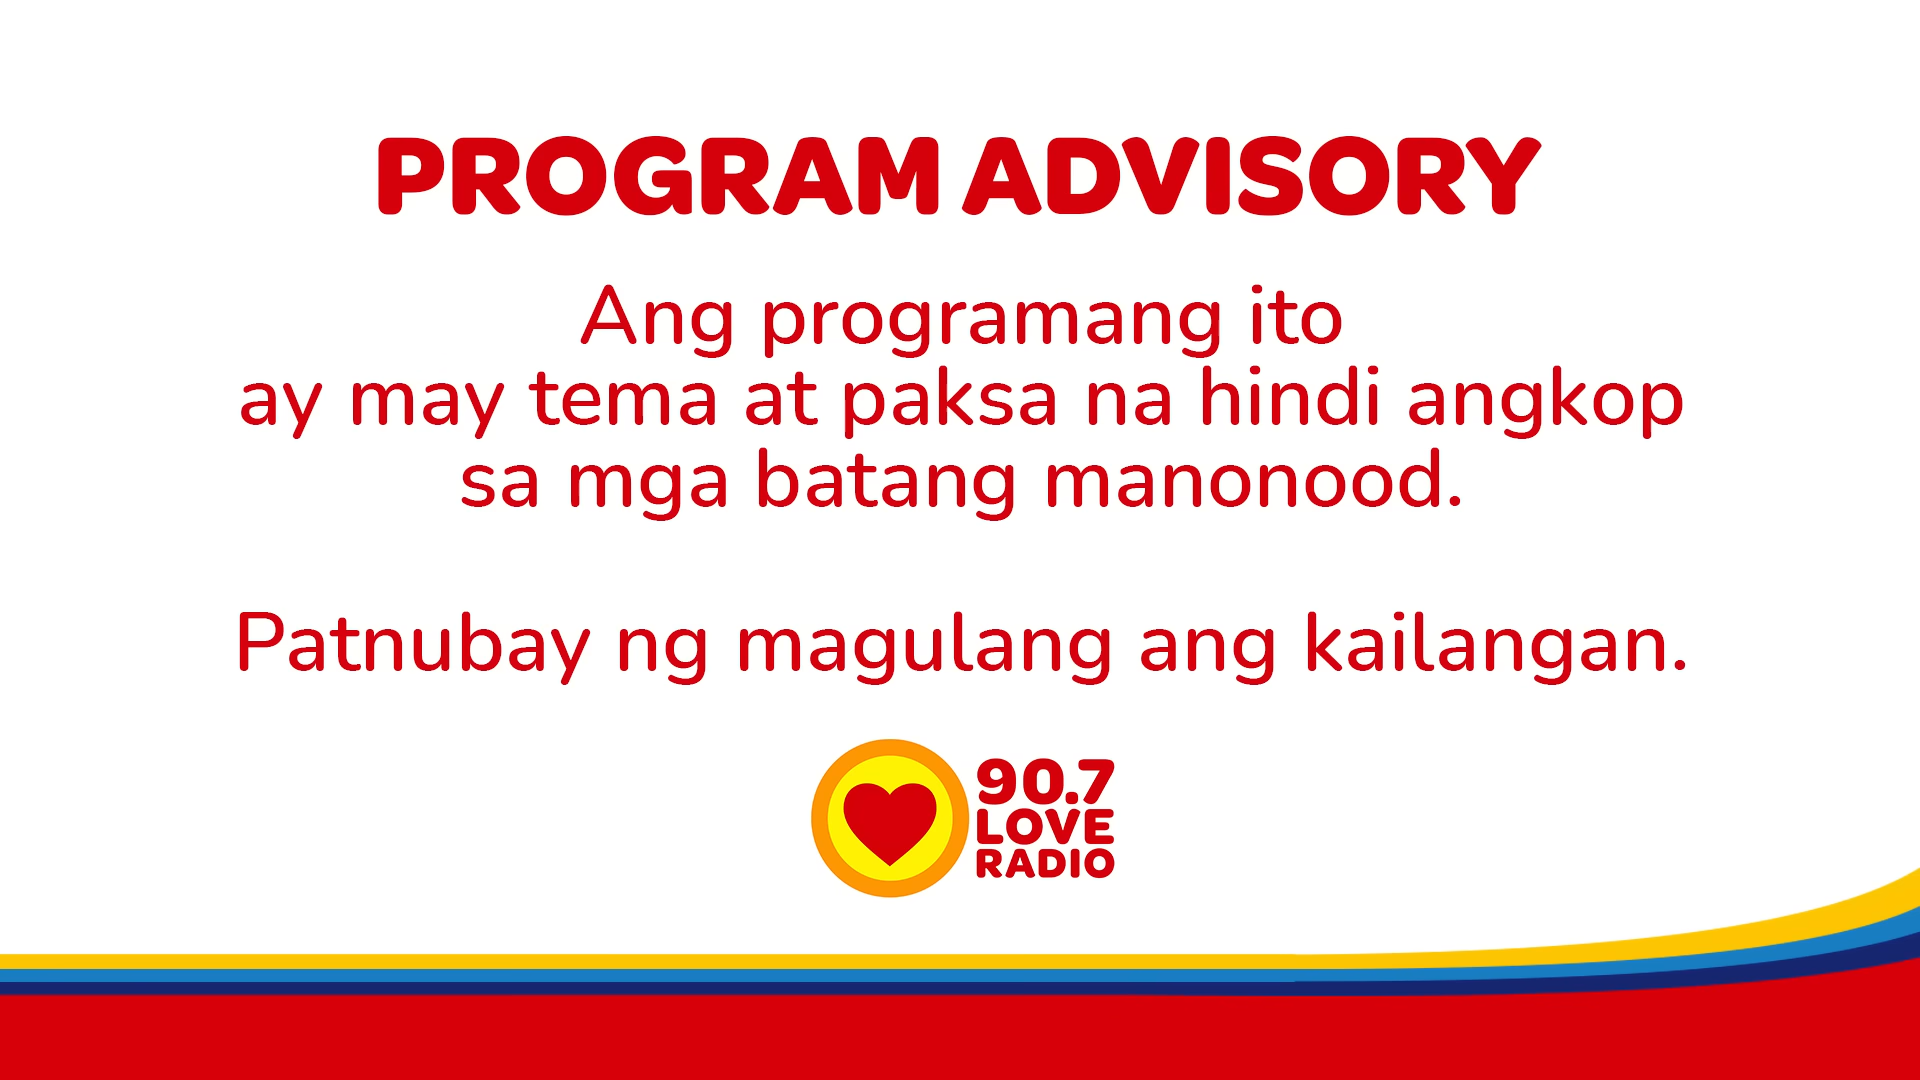 PROGRAM ADVISORY
Ang programang ito
ay may tema at paksa na hindi angkop
sa mga batang manonood.
Patnubay ng magulang ang kailangan.
90.7
LOVE
RADIO